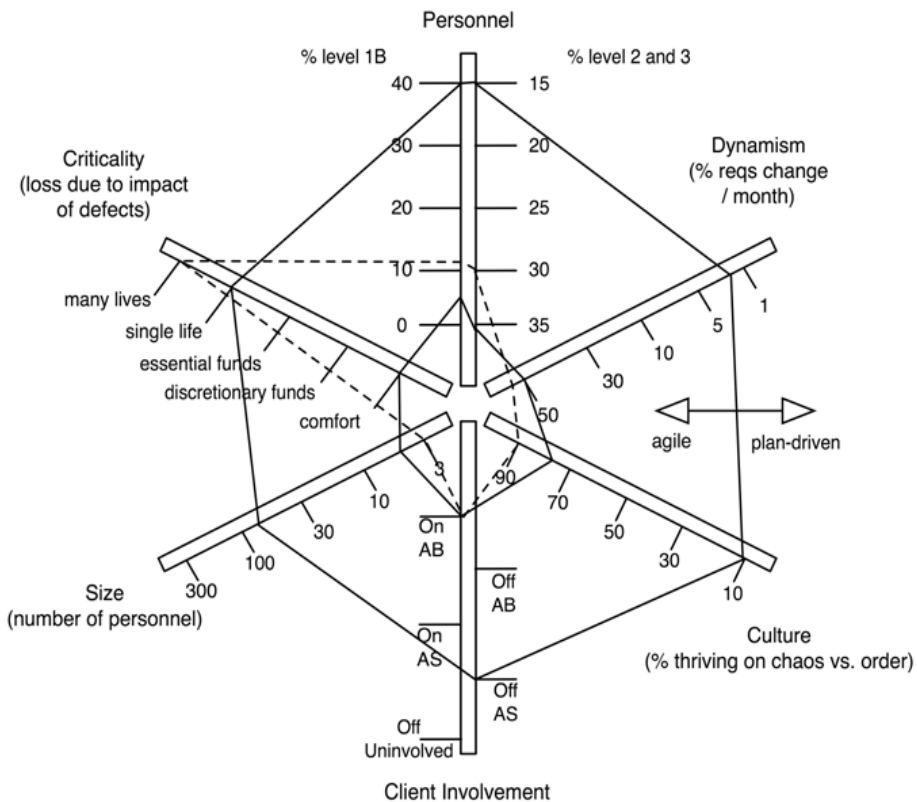 Personnel
% level 1B
% level 2 and 3
40
15
30
20
20
25
10
30
0
35
Criticality
(loss due to impact
of defects)
many lives
single life
essential funds
discretionary funds
comfort
Dynamism
(% reqs change
/ month)
1
5
10
30
50
agile
plan-driven
3
10
30
100
300
Size
(number of personnel)
90
70
50
30
10
Culture
(% thriving on chaos vs. order)
On
AB
Off
AB
On
AS
Off
AS
Off
Uninvolved
Client Involvement